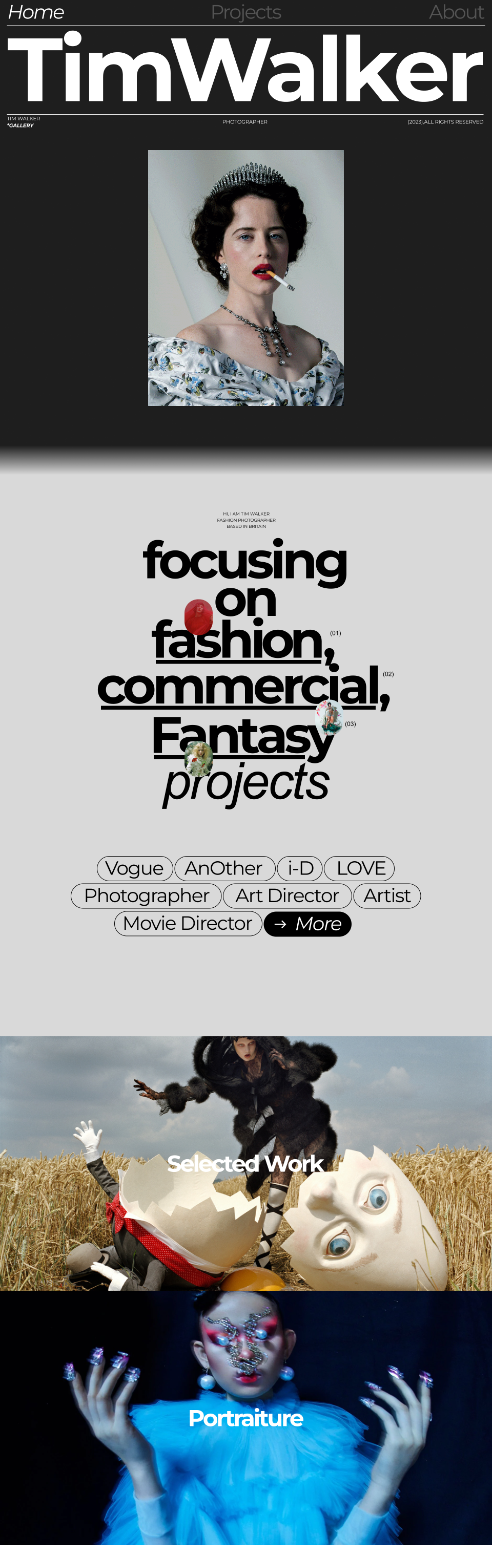 Home Projects About
TimWalker
TIM WALKER
*GALLERY
PHOTOGRAPHER
(2023).ALL RIGHTS RESERVED
HI, I AM TIM WALKER
FASHION PHOTOGRAPHER
BASED IN BRITAIN
focusing
on
fashion, (01)
commercial, (02)
Fantasy (03)
projects
Vogue AnOther i-D LOVE
Photographer Art Director Artist
Movie Director → More
Selected Work
Portraiture